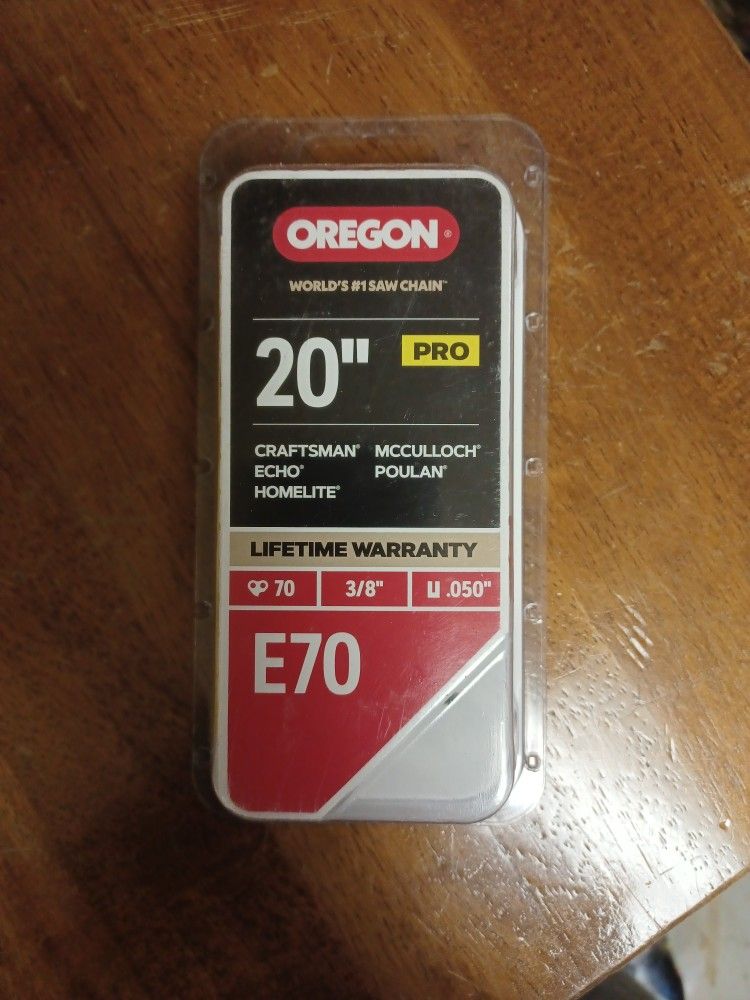 OREGON®
WORLD'S #1 SAW CHAIN™
20" PRO
CRAFTSMAN® MCCULLOCH®
ECHO® POULAN®
HOMELITE®
LIFETIME WARRANTY
70 3/8" .050"
E70